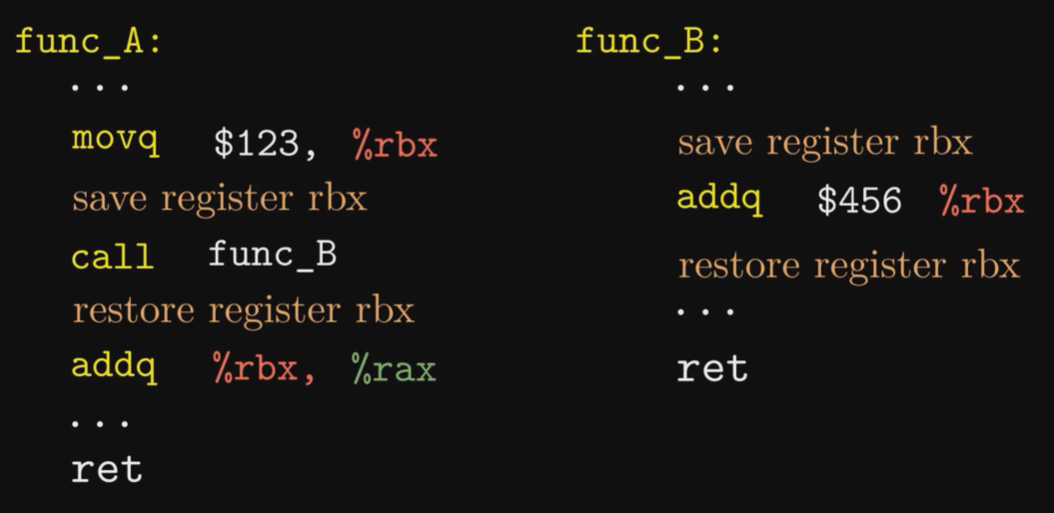 func_A:
...
movq $123, %rbx
save register rbx
call func_B
restore register rbx
addq %rbx, %rax
...
ret
func_B:
...
save register rbx
addq $456 %rbx
restore register rbx
...
ret